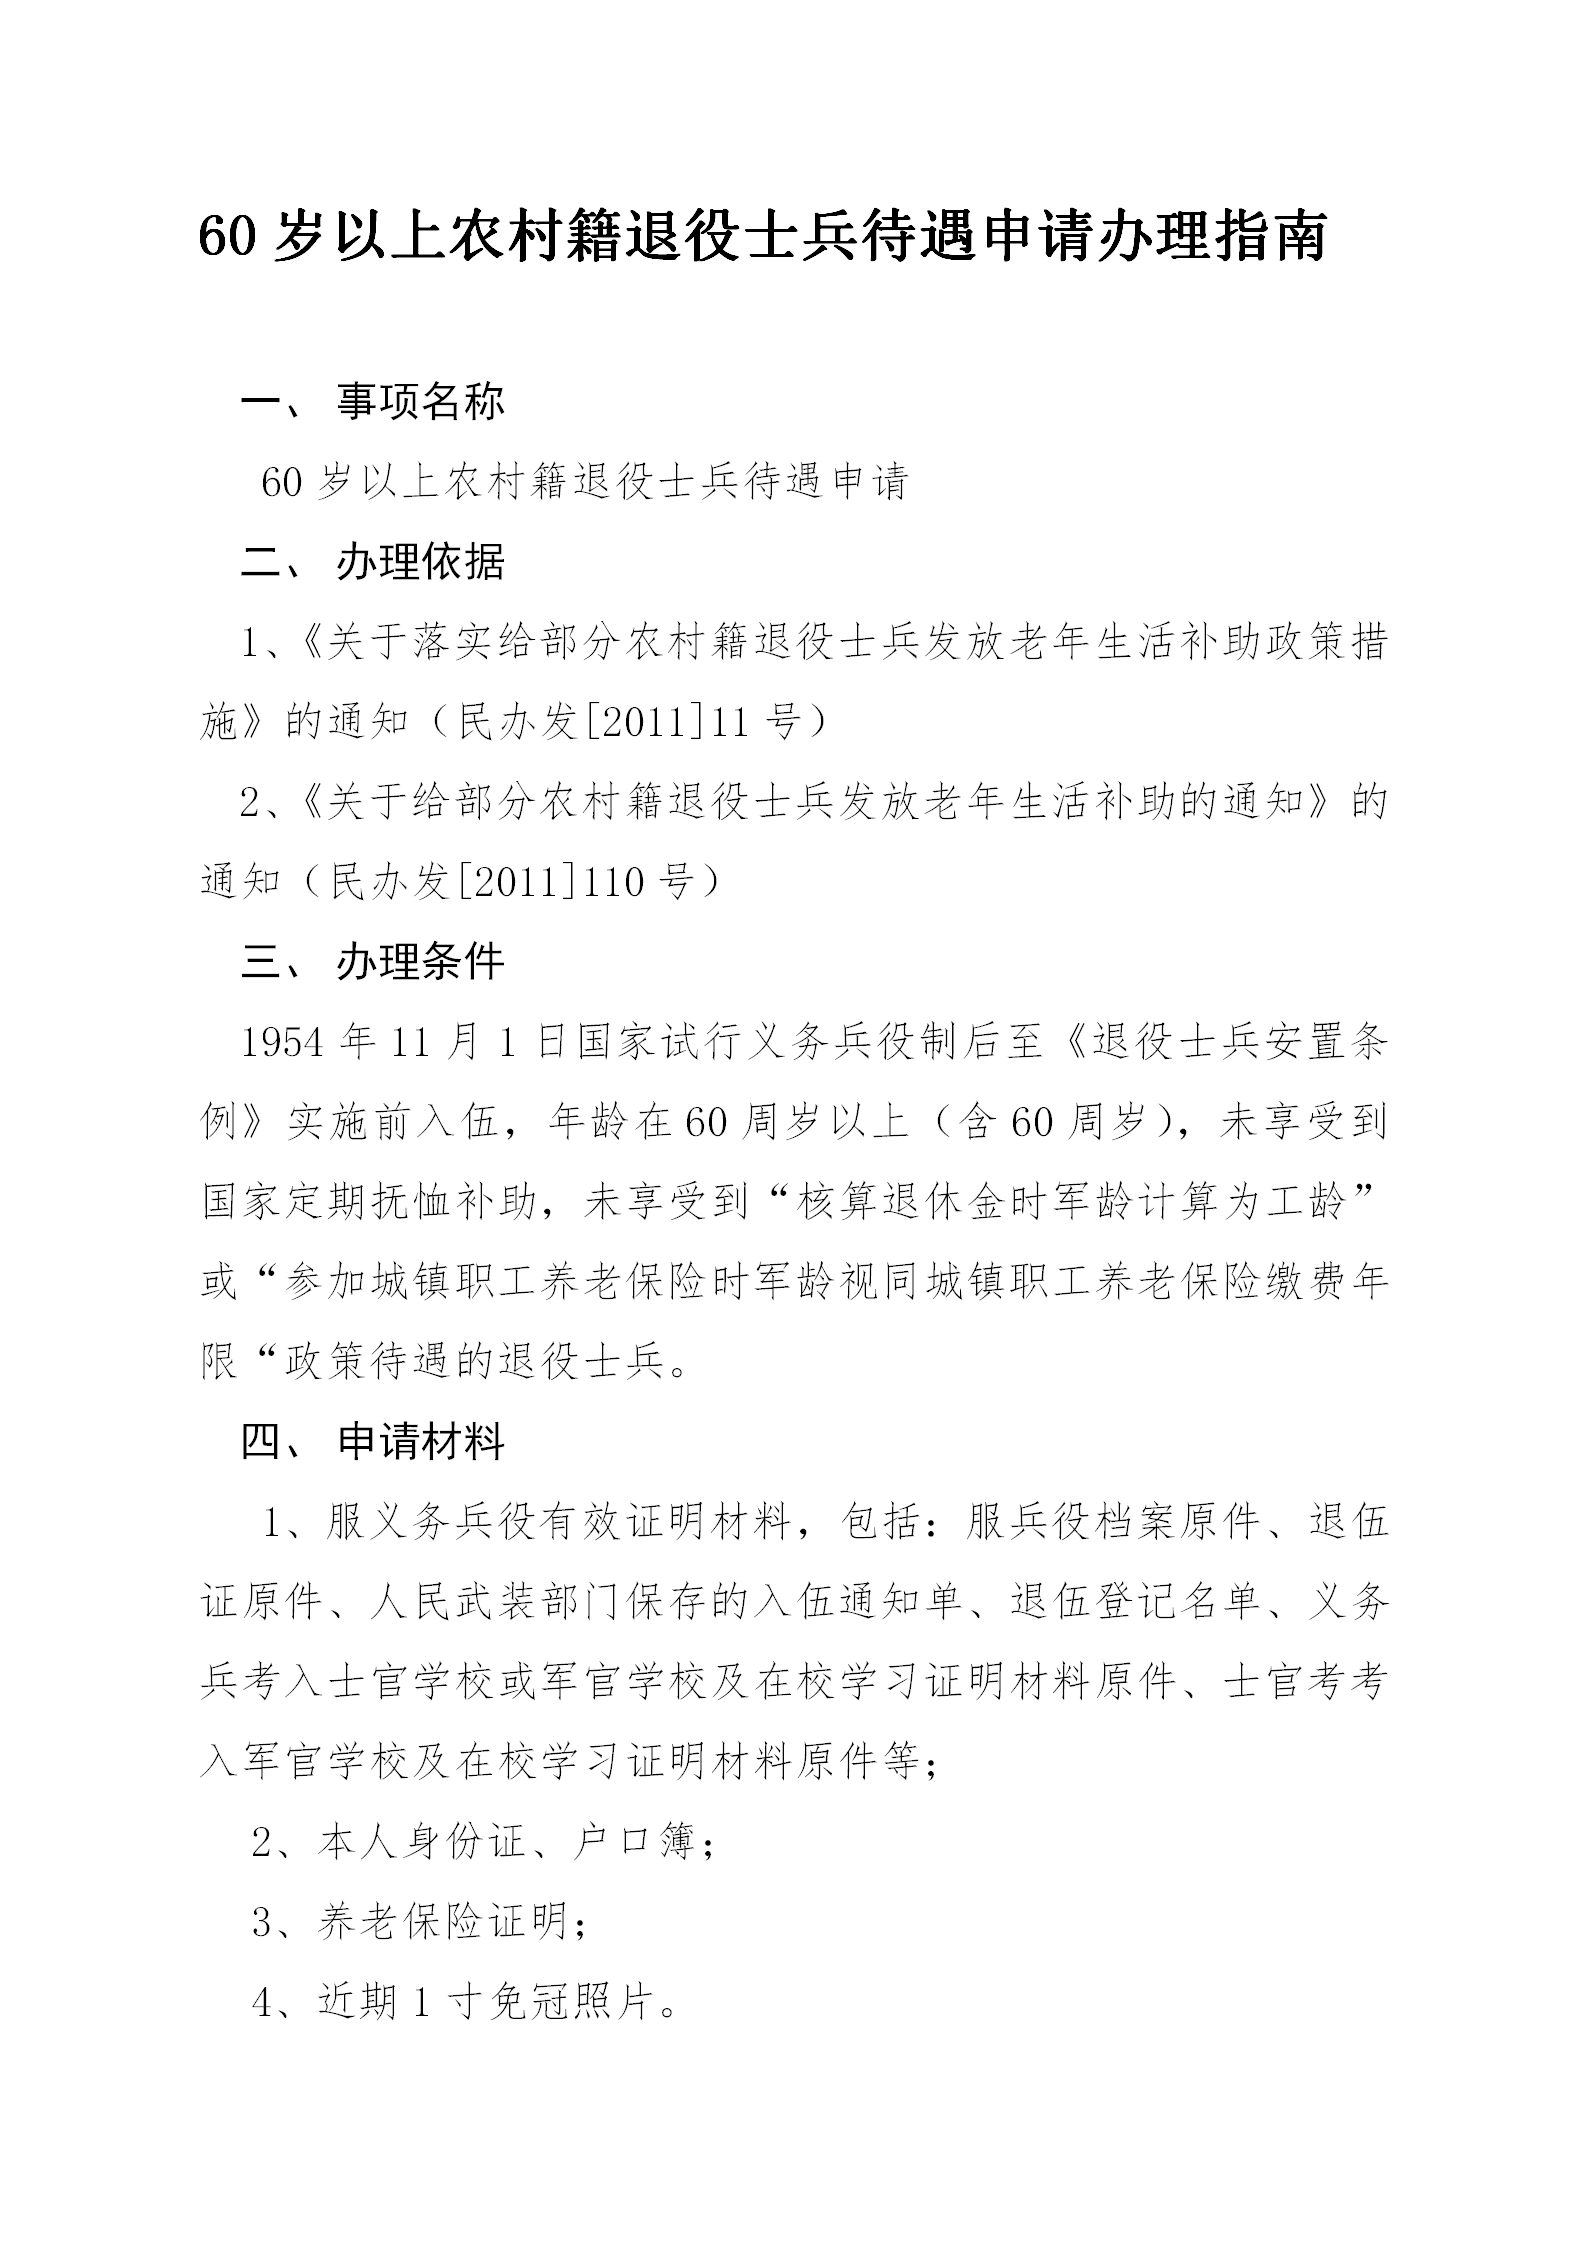 60 岁以上农村籍退役士兵待遇申请办理指南
一、 事项名称
60 岁以上农村籍退役士兵待遇申请
二、 办理依据
1、《关于落实给部分农村籍退役士兵发放老年生活补助政策措
施》的通知（民办发[2011]11 号）
2、《关于给部分农村籍退役士兵发放老年生活补助的通知》的
通知（民办发[2011]110 号）
三、 办理条件
1954 年 11 月 1 日国家试行义务兵役制后至《退役士兵安置条
例》实施前入伍，年龄在 60 周岁以上（含 60 周岁），未享受到
国家定期抚恤补助，未享受到“核算退休金时军龄计算为工龄”
或“参加城镇职工养老保险时军龄视同城镇职工养老保险缴费年
限“政策待遇的退役士兵。
四、 申请材料
1、服义务兵役有效证明材料，包括：服兵役档案原件、退伍
证原件、人民武装部门保存的入伍通知单、退伍登记名单、义务
兵考入士官学校或军官学校及在校学习证明材料原件、士官考考
入军官学校及在校学习证明材料原件等；
2、本人身份证、户口簿；
3、养老保险证明；
4、近期 1 寸免冠照片。